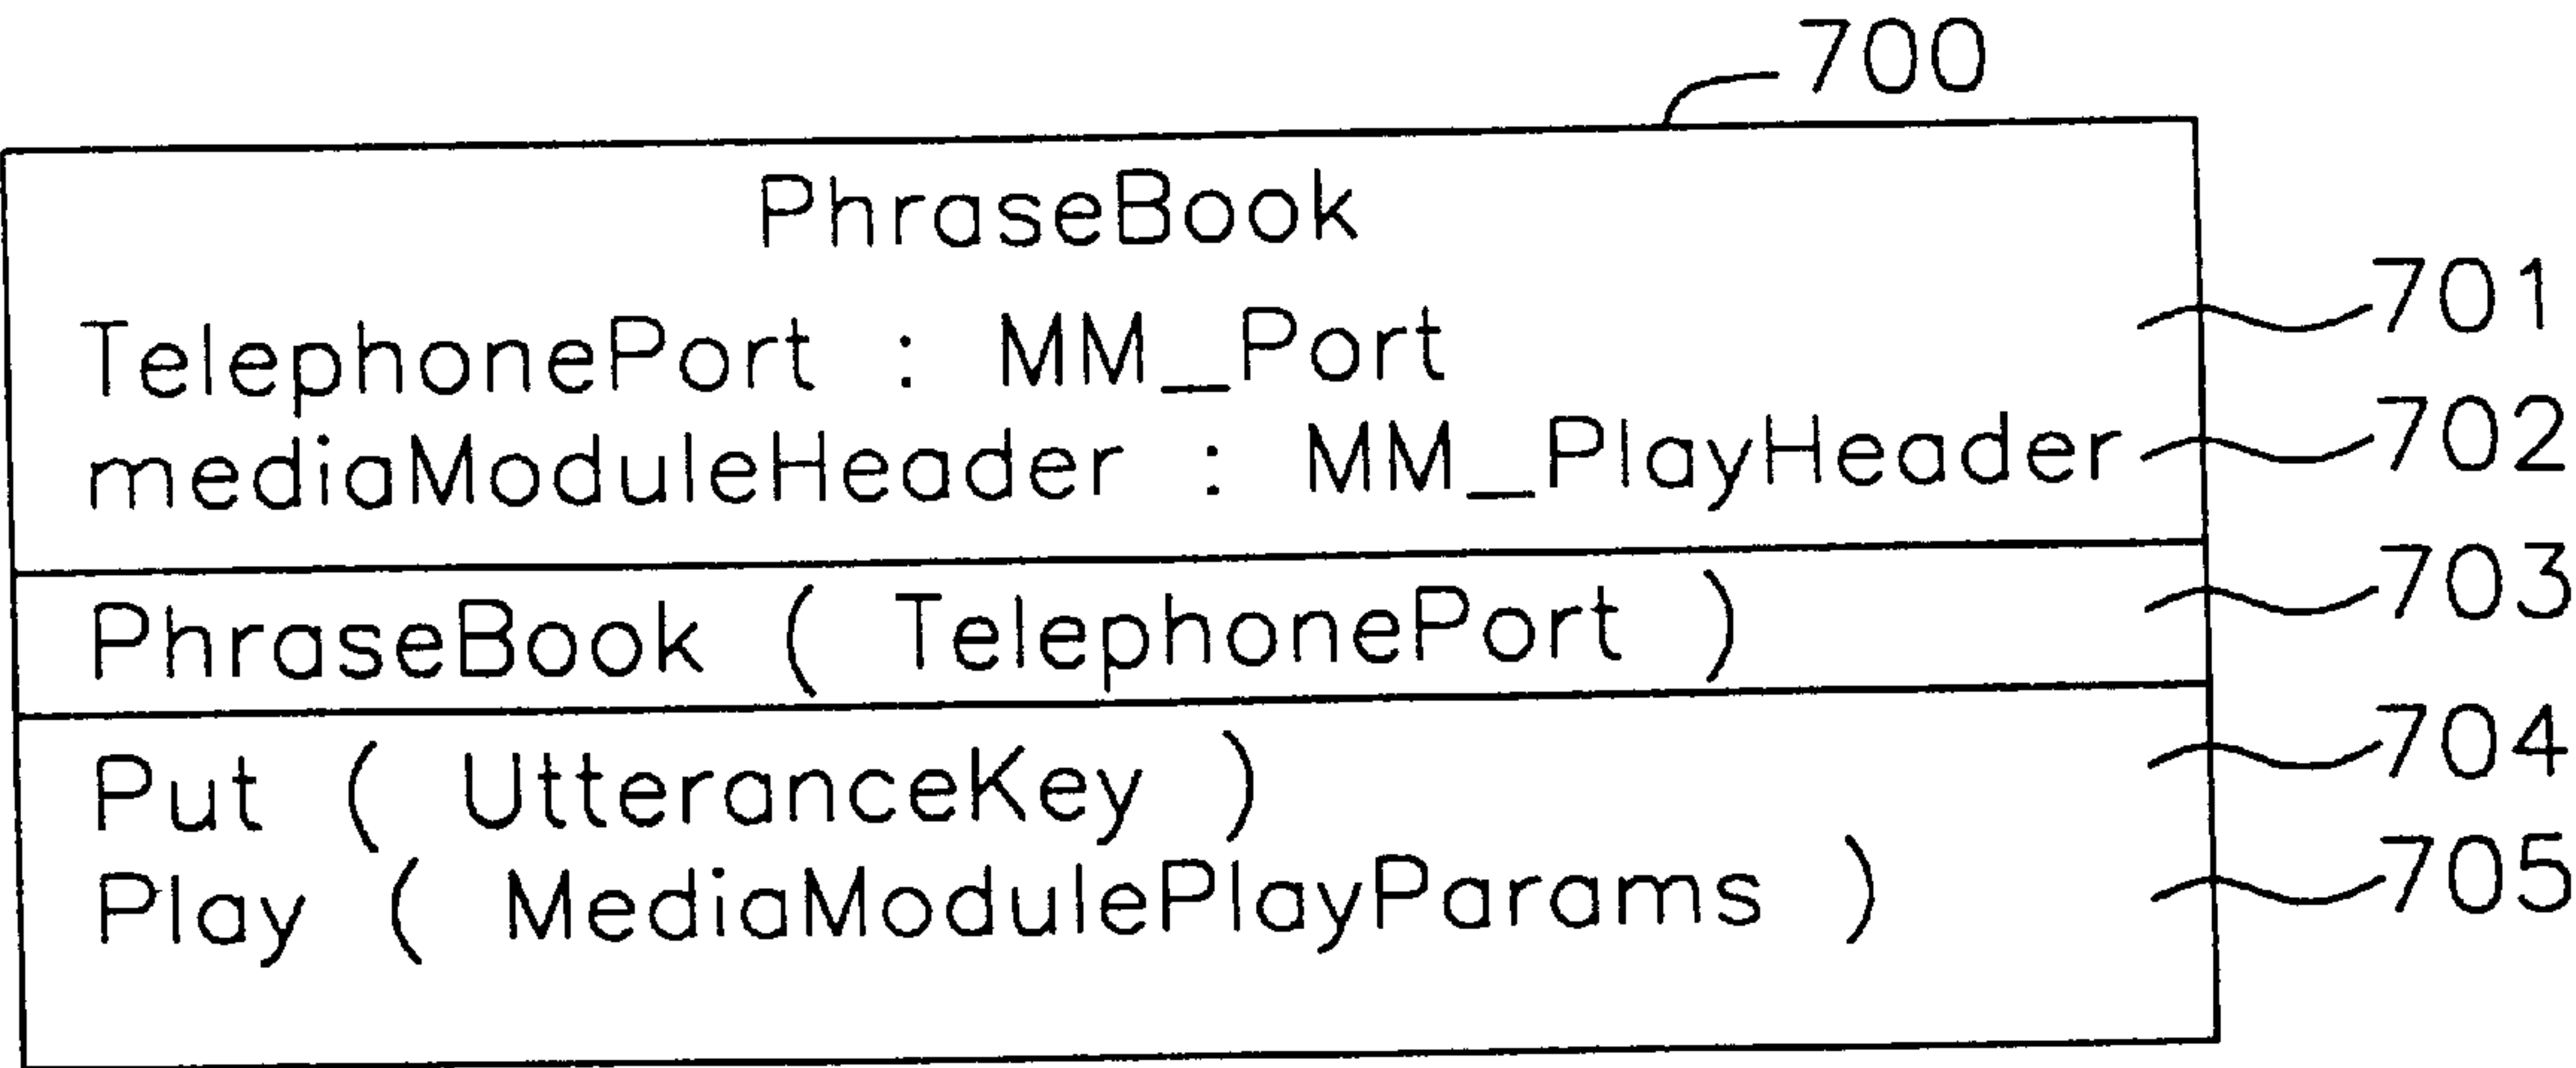 700
PhraseBook
TelephonePort : MM_Port 701
mediaModuleHeader : MM_PlayHeader 702
PhraseBook ( TelephonePort ) 703
Put ( UtteranceKey ) 704
Play ( MediaModulePlayParams ) 705